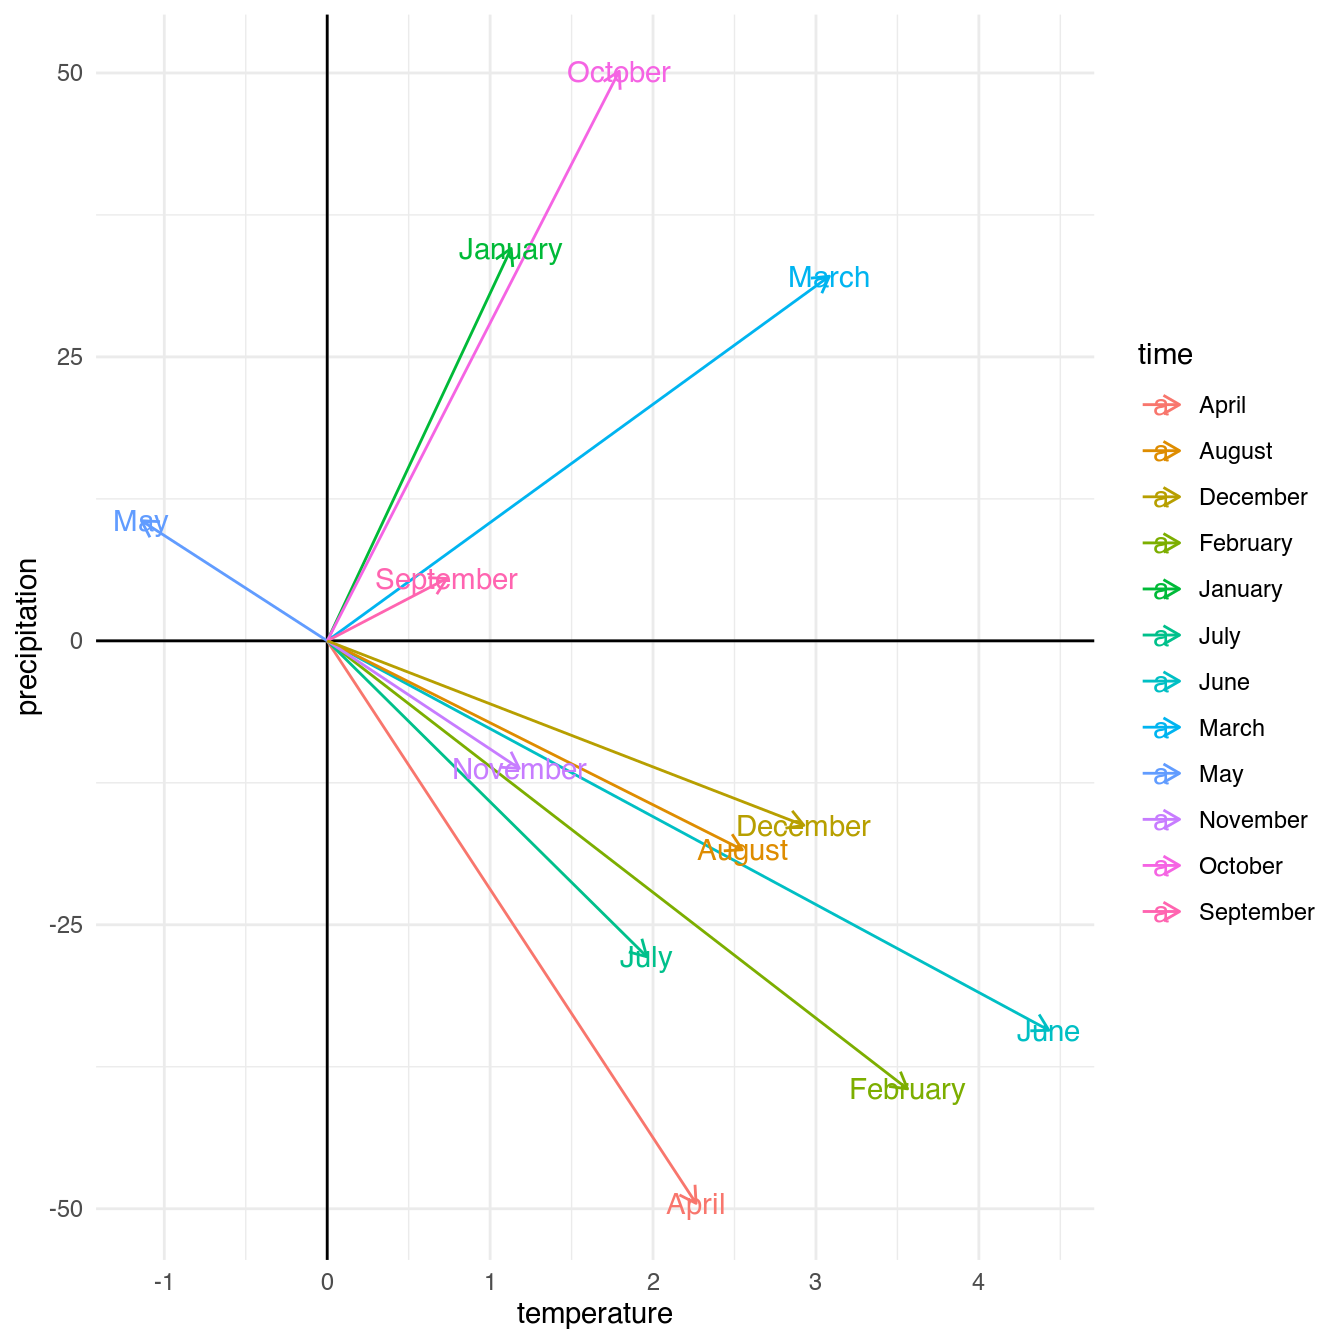 50
October
January
March
25
time
a April
a August
a December
May
a February
September
a January
precipitation
0
a July
a June
a March
November
a May
December
August
a November
a October
-25
a September
July
June
February
-50
April
-1 0 1 2 3 4
temperature